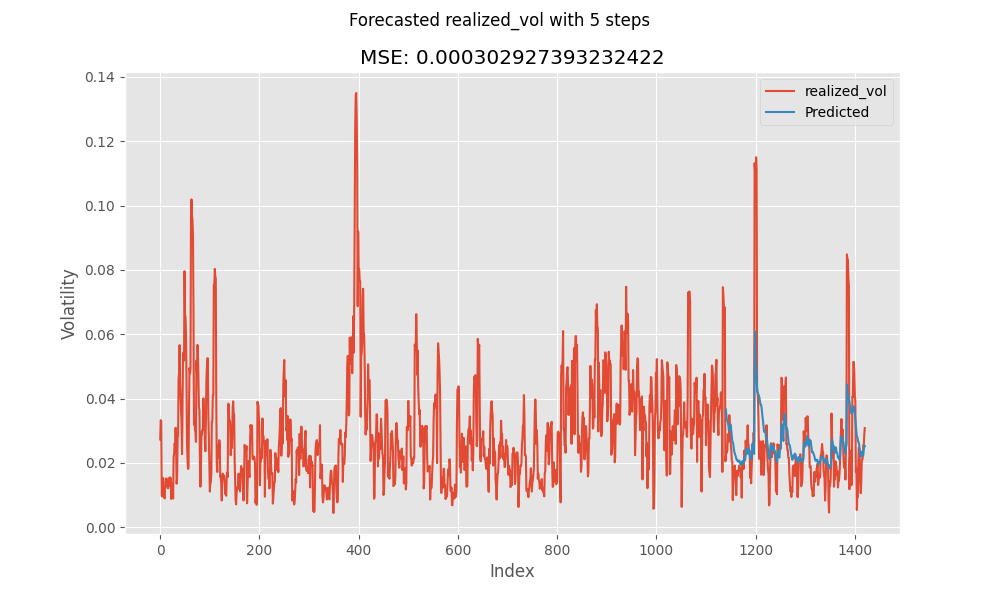 Forecasted realized_vol with 5 steps
MSE: 0.000302927393232422
realized_vol
Predicted
0.14
0.12
0.10
0.08
0.06
0.04
0.02
0.00
Volatility
0 200 400 600 800 1000 1200 1400
Index